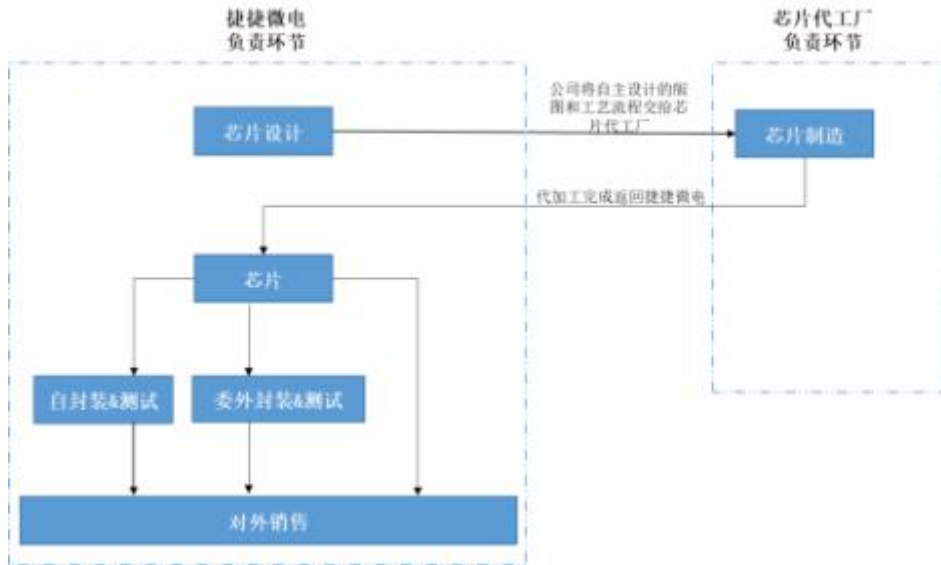 捷捷微电
负责环节
芯片代工厂
负责环节
公司将自主设计的版
图和工艺流程交给芯
片代工厂
芯片设计
芯片制造
代加工完成返回捷捷微电
芯片
自封装&测试
委外封装&测试
对外销售